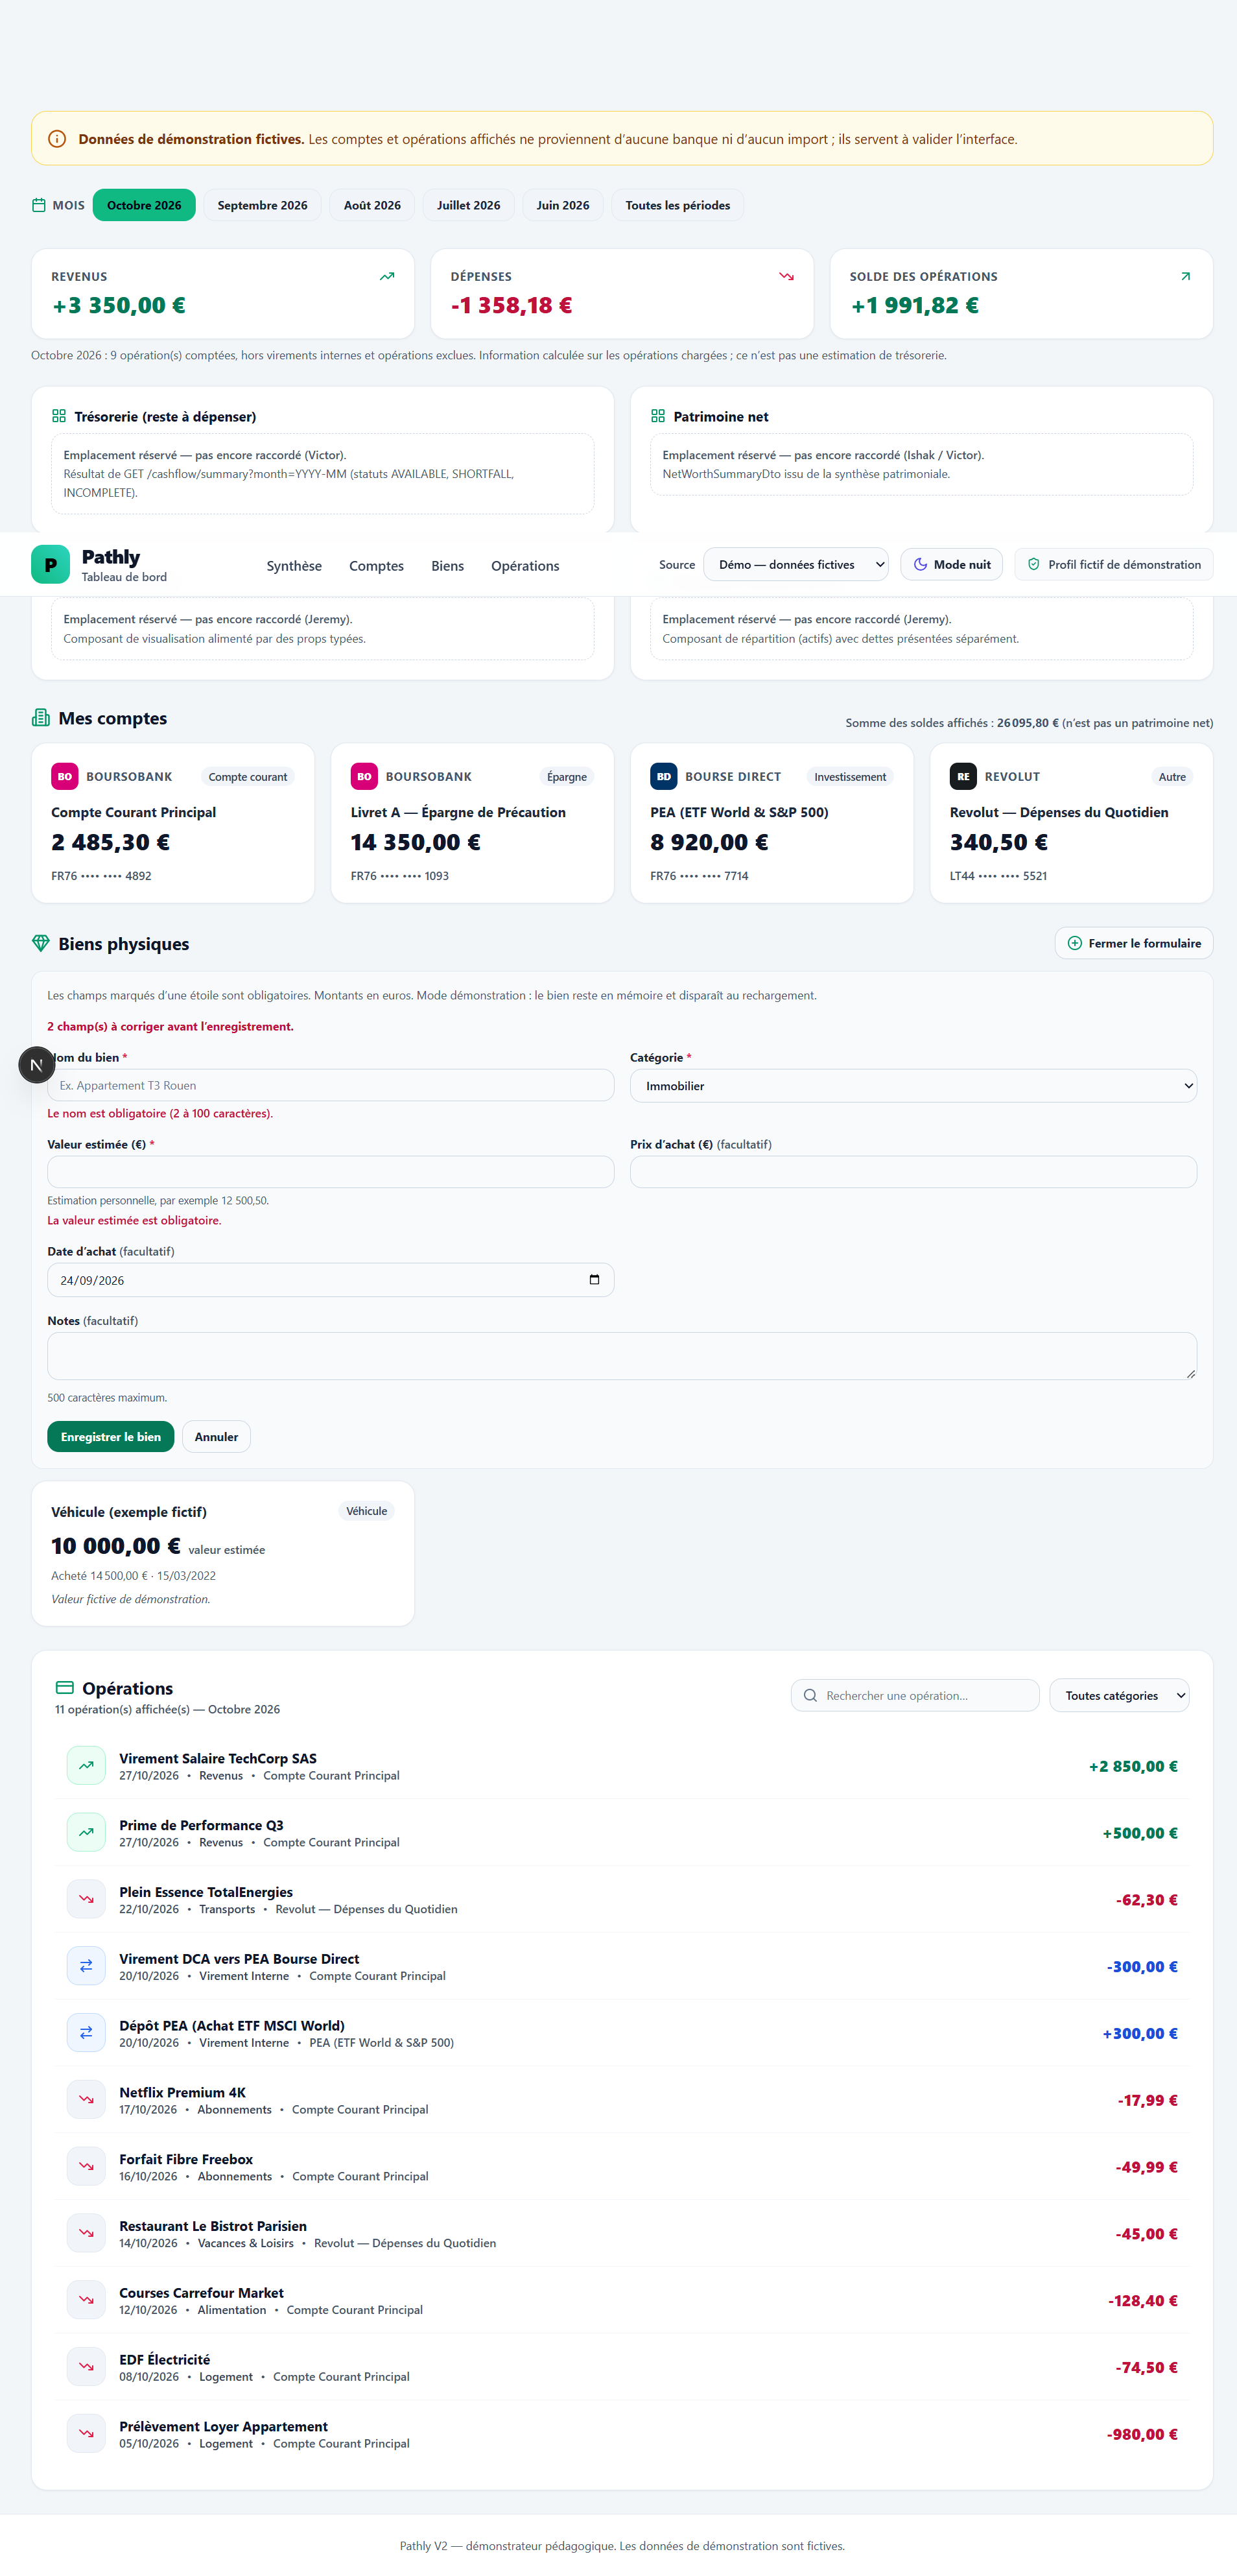 Données de démonstration fictives. Les comptes et opérations affichés ne proviennent d’aucune banque ni d’aucun import ; ils servent à valider l’interface.
MOIS Octobre 2026 Septembre 2026 Août 2026 Juillet 2026 Juin 2026 Toutes les périodes
REVENUS
+3 350,00 €
DÉPENSES
-1 358,18 €
SOLDE DES OPÉRATIONS
+1 991,82 €
Octobre 2026 : 9 opération(s) comptées, hors virements internes et opérations exclues. Information calculée sur les opérations chargées ; ce n’est pas une estimation de trésorerie.
Trésorerie (reste à dépenser)
Emplacement réservé — pas encore raccordé (Victor).
Résultat de GET /cashflow/summary?month=YYYY-MM (statuts AVAILABLE, SHORTFALL,
INCOMPLETE).
Patrimoine net
Emplacement réservé — pas encore raccordé (Ishak / Victor).
NetWorthSummaryDto issu de la synthèse patrimoniale.
P
Pathly
Tableau de bord
Synthèse Comptes Biens Opérations
Source Démo — données fictives Mode nuit Profil fictif de démonstration
Emplacement réservé — pas encore raccordé (Jeremy).
Composant de visualisation alimenté par des props typées.
Emplacement réservé — pas encore raccordé (Jeremy).
Composant de répartition (actifs) avec dettes présentées séparément.
Mes comptes
Somme des soldes affichés : 26 095,80 € (n’est pas un patrimoine net)
BO BOURSOBANK Compte courant
Compte Courant Principal
2 485,30 €
FR76 •••• •••• 4892
BO BOURSOBANK Épargne
Livret A — Épargne de Précaution
14 350,00 €
FR76 •••• •••• 1093
BD BOURSE DIRECT Investissement
PEA (ETF World & S&P 500)
8 920,00 €
FR76 •••• •••• 7714
RE REVOLUT Autre
Revolut — Dépenses du Quotidien
340,50 €
LT44 •••• •••• 5521
Biens physiques
Fermer le formulaire
Les champs marqués d’une étoile sont obligatoires. Montants en euros. Mode démonstration : le bien reste en mémoire et disparaît au rechargement.
2 champ(s) à corriger avant l’enregistrement.
N
om du bien *
Ex. Appartement T3 Rouen
Le nom est obligatoire (2 à 100 caractères).
Catégorie *
Immobilier
Valeur estimée (€) *
Estimation personnelle, par exemple 12 500,50.
La valeur estimée est obligatoire.
Prix d’achat (€) (facultatif)
Date d’achat (facultatif)
24/09/2026
Notes (facultatif)
500 caractères maximum.
Enregistrer le bien Annuler
Véhicule (exemple fictif) Véhicule
10 000,00 € valeur estimée
Acheté 14 500,00 € · 15/03/2022
Valeur fictive de démonstration.
Opérations
11 opération(s) affichée(s) — Octobre 2026
Rechercher une opération... Toutes catégories
Virement Salaire TechCorp SAS
27/10/2026 • Revenus • Compte Courant Principal
+2 850,00 €
Prime de Performance Q3
27/10/2026 • Revenus • Compte Courant Principal
+500,00 €
Plein Essence TotalEnergies
22/10/2026 • Transports • Revolut — Dépenses du Quotidien
-62,30 €
Virement DCA vers PEA Bourse Direct
20/10/2026 • Virement Interne • Compte Courant Principal
-300,00 €
Dépôt PEA (Achat ETF MSCI World)
20/10/2026 • Virement Interne • PEA (ETF World & S&P 500)
+300,00 €
Netflix Premium 4K
17/10/2026 • Abonnements • Compte Courant Principal
-17,99 €
Forfait Fibre Freebox
16/10/2026 • Abonnements • Compte Courant Principal
-49,99 €
Restaurant Le Bistrot Parisien
14/10/2026 • Vacances & Loisirs • Revolut — Dépenses du Quotidien
-45,00 €
Courses Carrefour Market
12/10/2026 • Alimentation • Compte Courant Principal
-128,40 €
EDF Électricité
08/10/2026 • Logement • Compte Courant Principal
-74,50 €
Prélèvement Loyer Appartement
05/10/2026 • Logement • Compte Courant Principal
-980,00 €
Pathly V2 — démonstrateur pédagogique. Les données de démonstration sont fictives.